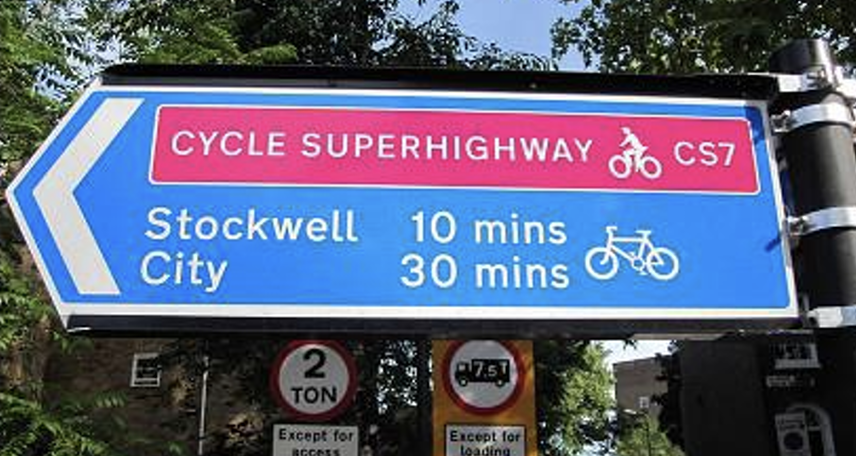 CYCLE SUPERHIGHWAY CS7
Stockwell 10 mins
City 30 mins
2
TON
Except for
access
7.5T
Except for
loading